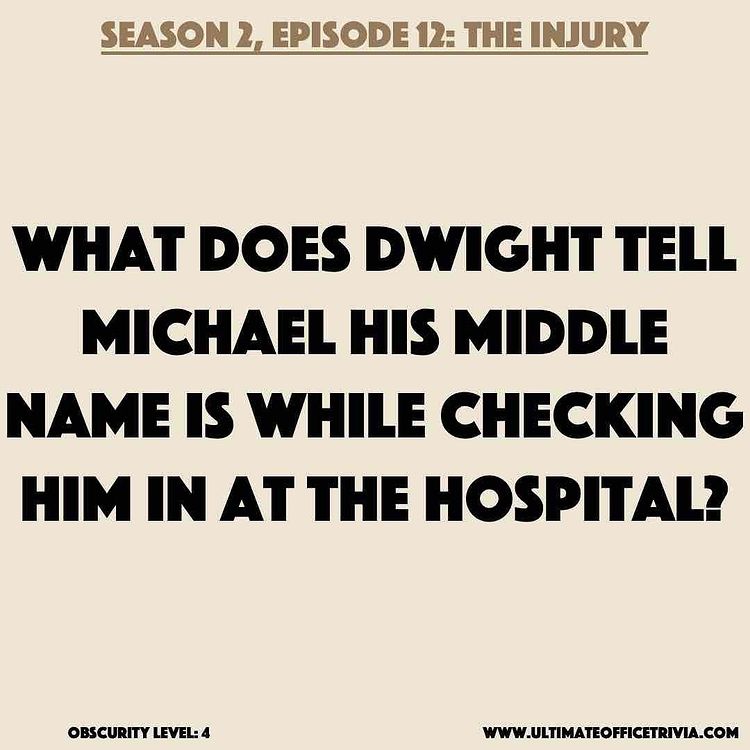 SEASON 2, EPISODE 12: THE INJURY
WHAT DOES DWIGHT TELL
MICHAEL HIS MIDDLE
NAME IS WHILE CHECKING
HIM IN AT THE HOSPITAL?
OBSCURITY LEVEL: 4
WWW.ULTIMATEOFFICETRIVIA.COM